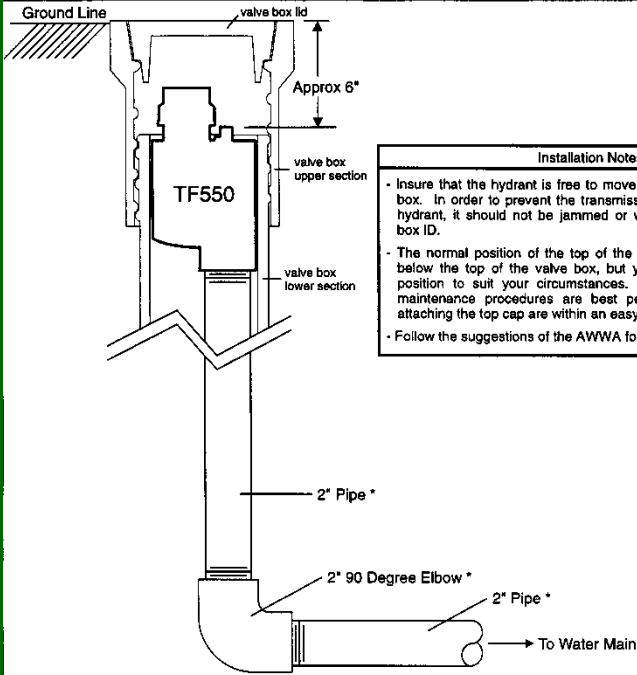 Ground Line
valve box lid
Approx 6"
valve box
upper section
TF550
valve box
lower section
Installation Notes
- Insure that the hydrant is free to move
box. In order to prevent the
hydrant, it should not be jammed or
box ID.
- The normal position of the top of the
below the top of the valve box, but
position to suit your circumstances.
maintenance procedures are best
attaching the top cap are within an easy
- Follow the suggestions of the AWWA
2" Pipe *
2" 90 Degree Elbow *
2" Pipe *
To Water Main